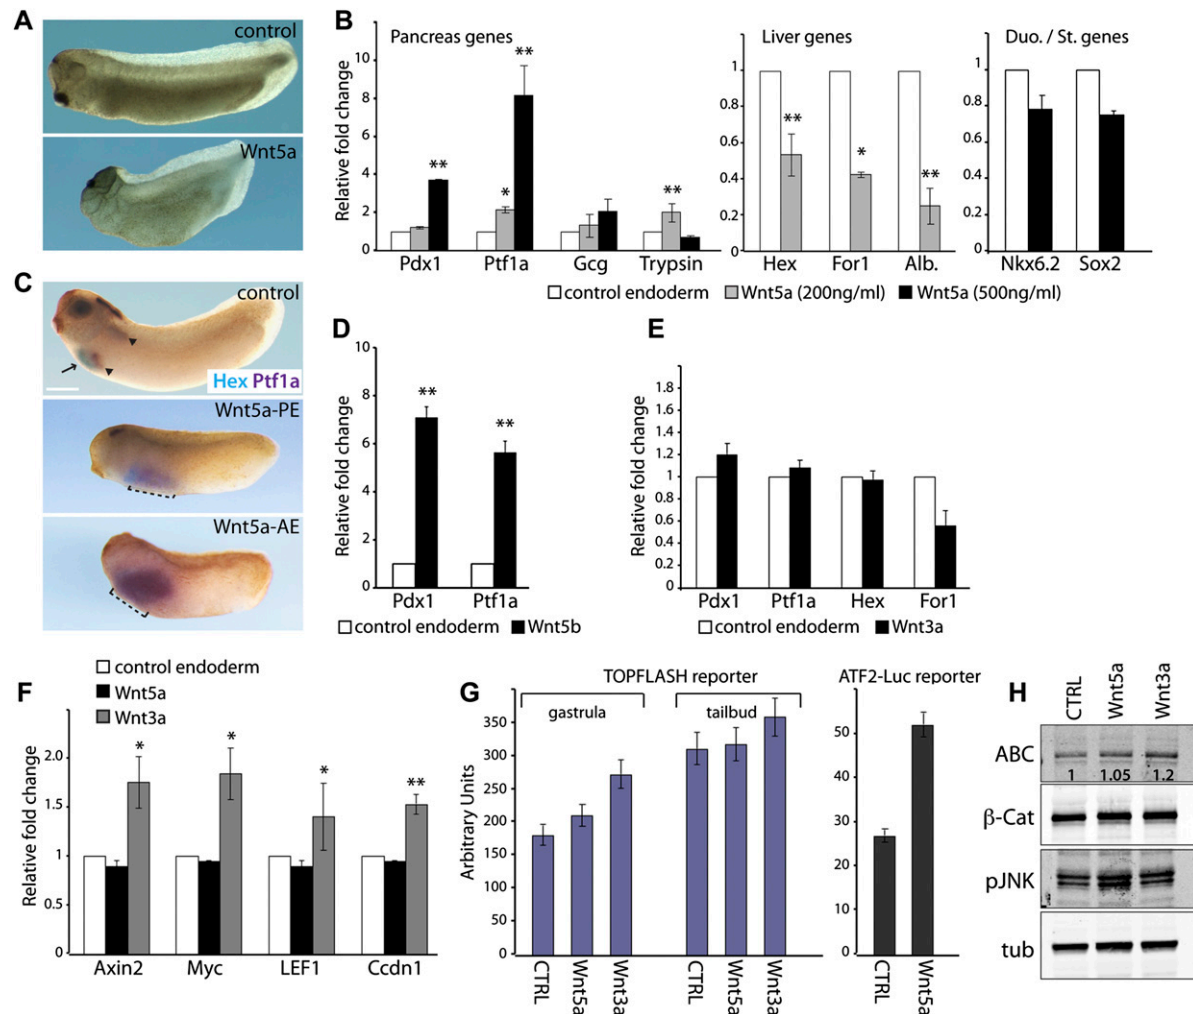 A
control
Wnt5a
B
Pancreas genes
Liver genes
Duo. / St. genes
Relative fold change
12
10
8
6
4
2
0
** * ** **
Pdx1 Ptf1a Gcg Trypsin
1
0.8
0.6
0.4
0.2
0
** * **
Hex For1 Alb.
1
0.8
0.6
0.4
0.2
0
Nkx6.2 Sox2
control endoderm Wnt5a (200ng/ml) Wnt5a (500ng/ml)
C
control
Hex Ptf1a
Wnt5a-PE
Wnt5a-AE
D
Relative fold change
10
8
6
4
2
0
** **
Pdx1 Ptf1a
control endoderm Wnt5b
E
Relative fold change
1.8
1.6
1.4
1.2
1
0.8
0.6
0.4
1.2
0
Pdx1 Ptf1a Hex For1
control endoderm Wnt3a
F
control endoderm
Wnt5a
Wnt3a
Relative fold change
2.0
1.5
1
0.5
0
* * * **
Axin2 Myc LEF1 Ccdn1
G
TOPFLASH reporter
gastrula tailbud
Arbitrary Units
350
300
250
200
150
100
50
0
CTRL Wnt5a Wnt3a CTRL Wnt5a Wnt3a
ATF2-Luc reporter
50
40
30
20
10
0
CTRL Wnt5a
H
CTRL Wnt5a Wnt3a
ABC
1 1.05 1.2
β-Cat
pJNK
tub